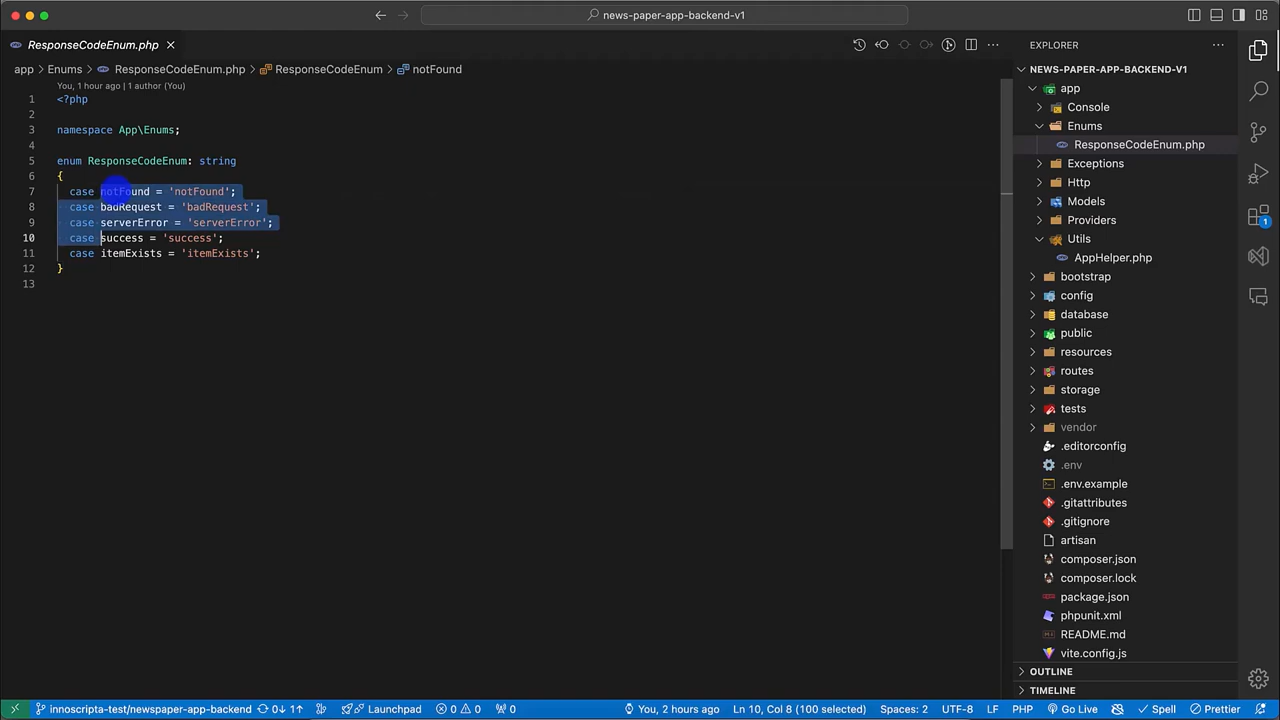 news-paper-app-backend-v1
ResponseCodeEnum.php
app > Enums > ResponseCodeEnum.php > ResponseCodeEnum > notFound
You, 1 hour ago | 1 author (You)
1 <?php
2
3 namespace App\Enums;
4
5 enum ResponseCodeEnum: string
6 {
7 case notFound = 'notFound';
8 case badRequest = 'badRequest';
9 case serverError = 'serverError';
10 case success = 'success';
11 case itemExists = 'itemExists';
12 }
13
EXPLORER
NEWS-PAPER-APP-BACKEND-V1
app
Console
Enums
ResponseCodeEnum.php
Exceptions
Http
Models
Providers
Utils
AppHelper.php
bootstrap
config
database
public
resources
routes
storage
tests
vendor
.editorconfig
.env
.env.example
.gitattributes
.gitignore
artisan
composer.json
composer.lock
package.json
phpunit.xml
README.md
vite.config.js
OUTLINE
TIMELINE
1
innoscripta-test/newspaper-app-backend 0↓ 1↑ Launchpad 0 0 0 You, 2 hours ago Ln 10, Col 8 (100 selected) Spaces: 2 UTF-8 LF PHP Go Live Spell Prettier